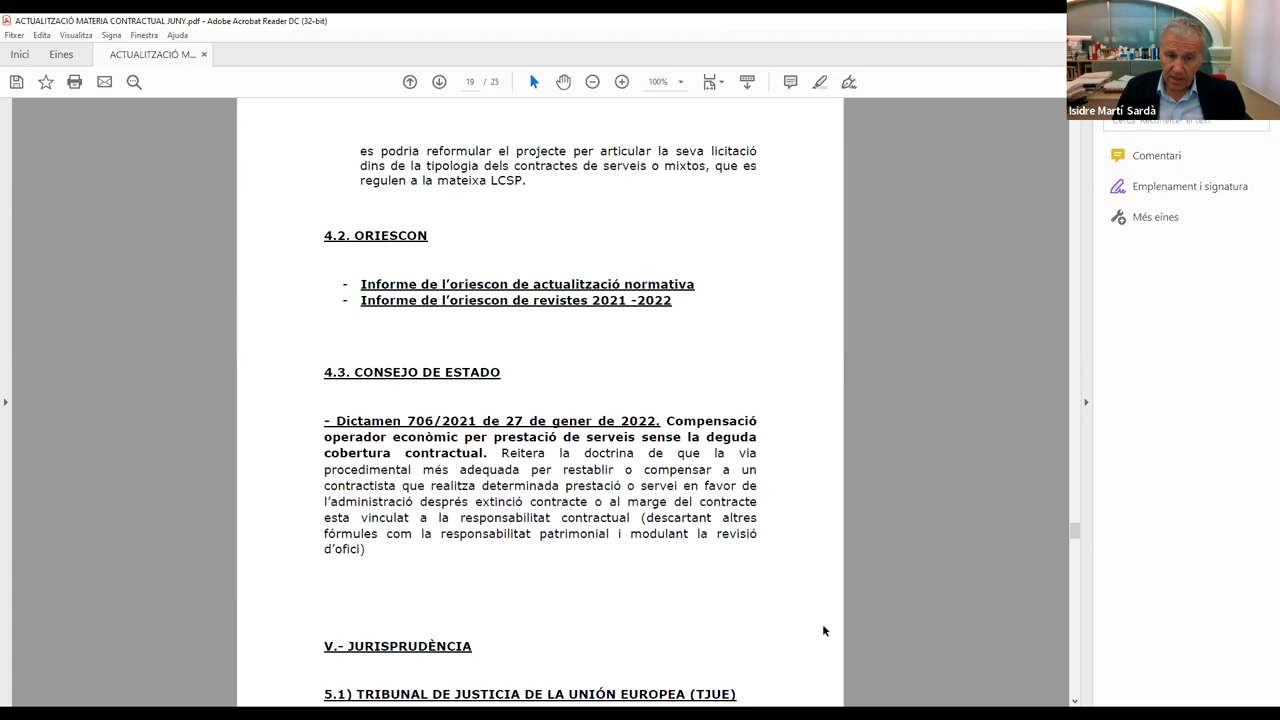 ACTUALITZACIÓ MATERIA CONTRACTUAL JUNY.pdf - Adobe Acrobat Reader DC (32-bit)
Fitxer Edita Visualitza Signa Finestra Ajuda
Inici Eines ACTUALITZACIÓ M... ×
19 / 25 100%
Isidre Martí Sardà
es podria reformular el projecte per articular la seva licitació
dins de la tipologia dels contractes de serveis o mixtos, que es
regulen a la mateixa LCSP.
4.2. ORIESCON
- Informe de l'oriescon de actualització normativa
- Informe de l'oriescon de revistes 2021 -2022
4.3. CONSEJO DE ESTADO
- Dictamen 706/2021 de 27 de gener de 2022. Compensació
operador econòmic per prestació de serveis sense la deguda
cobertura contractual. Reitera la doctrina de que la via
procedimental més adequada per restablir o compensar a un
contractista que realitza determinada prestació o servei en favor de
l'administració després extinció contracte o al marge del contracte
esta vinculat a la responsabilitat contractual (descartant altres
fórmules com la responsabilitat patrimonial i modulant la revisió
d'ofici)
V.- JURISPRUDÈNCIA
5.1) TRIBUNAL DE JUSTICIA DE LA UNIÓN EUROPEA (TJUE)
Comentari
Emplenament i signatura
Més eines